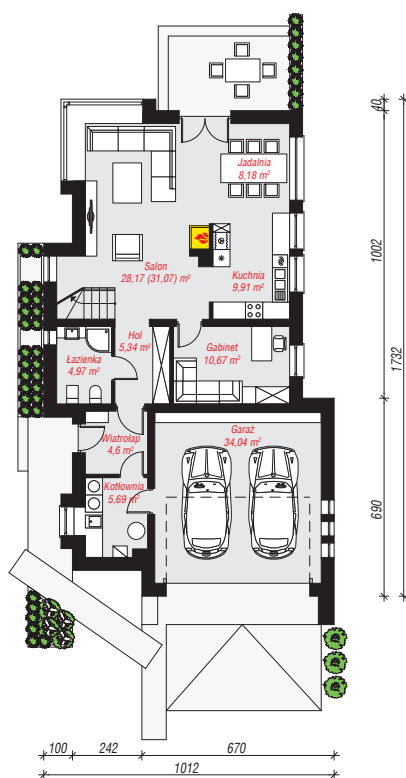 Jadalnia
8,18 m²
Salon
28,17 (31,07) m²
Kuchnia
9,91 m²
Hol
5,34 m²
Łazienka
4,97 m²
Gabinet
10,67 m²
Wiatrołap
4,6 m²
Garaż
34,04 m²
Kotłownia
5,69 m²
40
1002
1732
690
100
242
670
1012